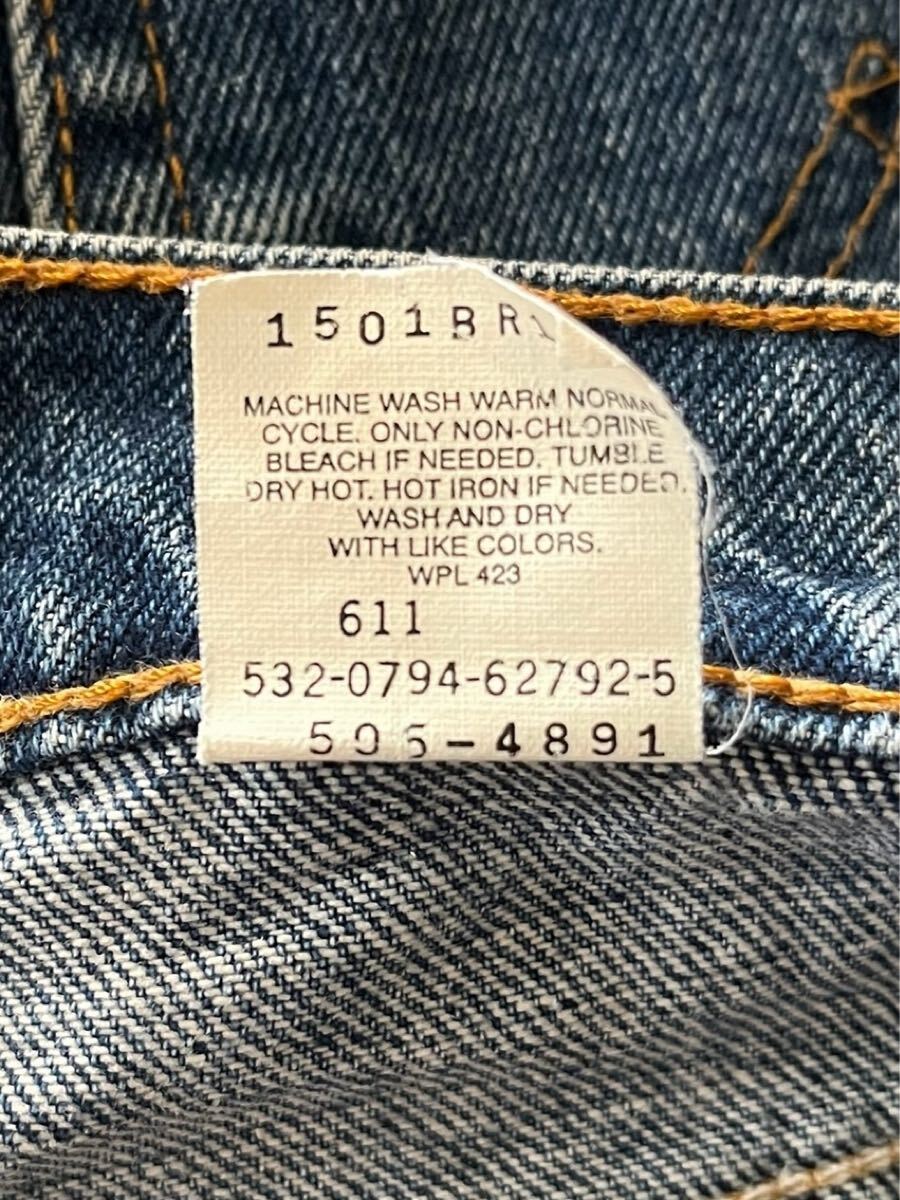 15018R1
MACHINE WASH WARM NORMAL
CYCLE. ONLY NON-CHLORINE
BLEACH IF NEEDED. TUMBLE
DRY HOT. HOT IRON IF NEEDED.
WASH AND DRY
WITH LIKE COLORS.
WPL 423
611
532-0794-62792-5
505-4891